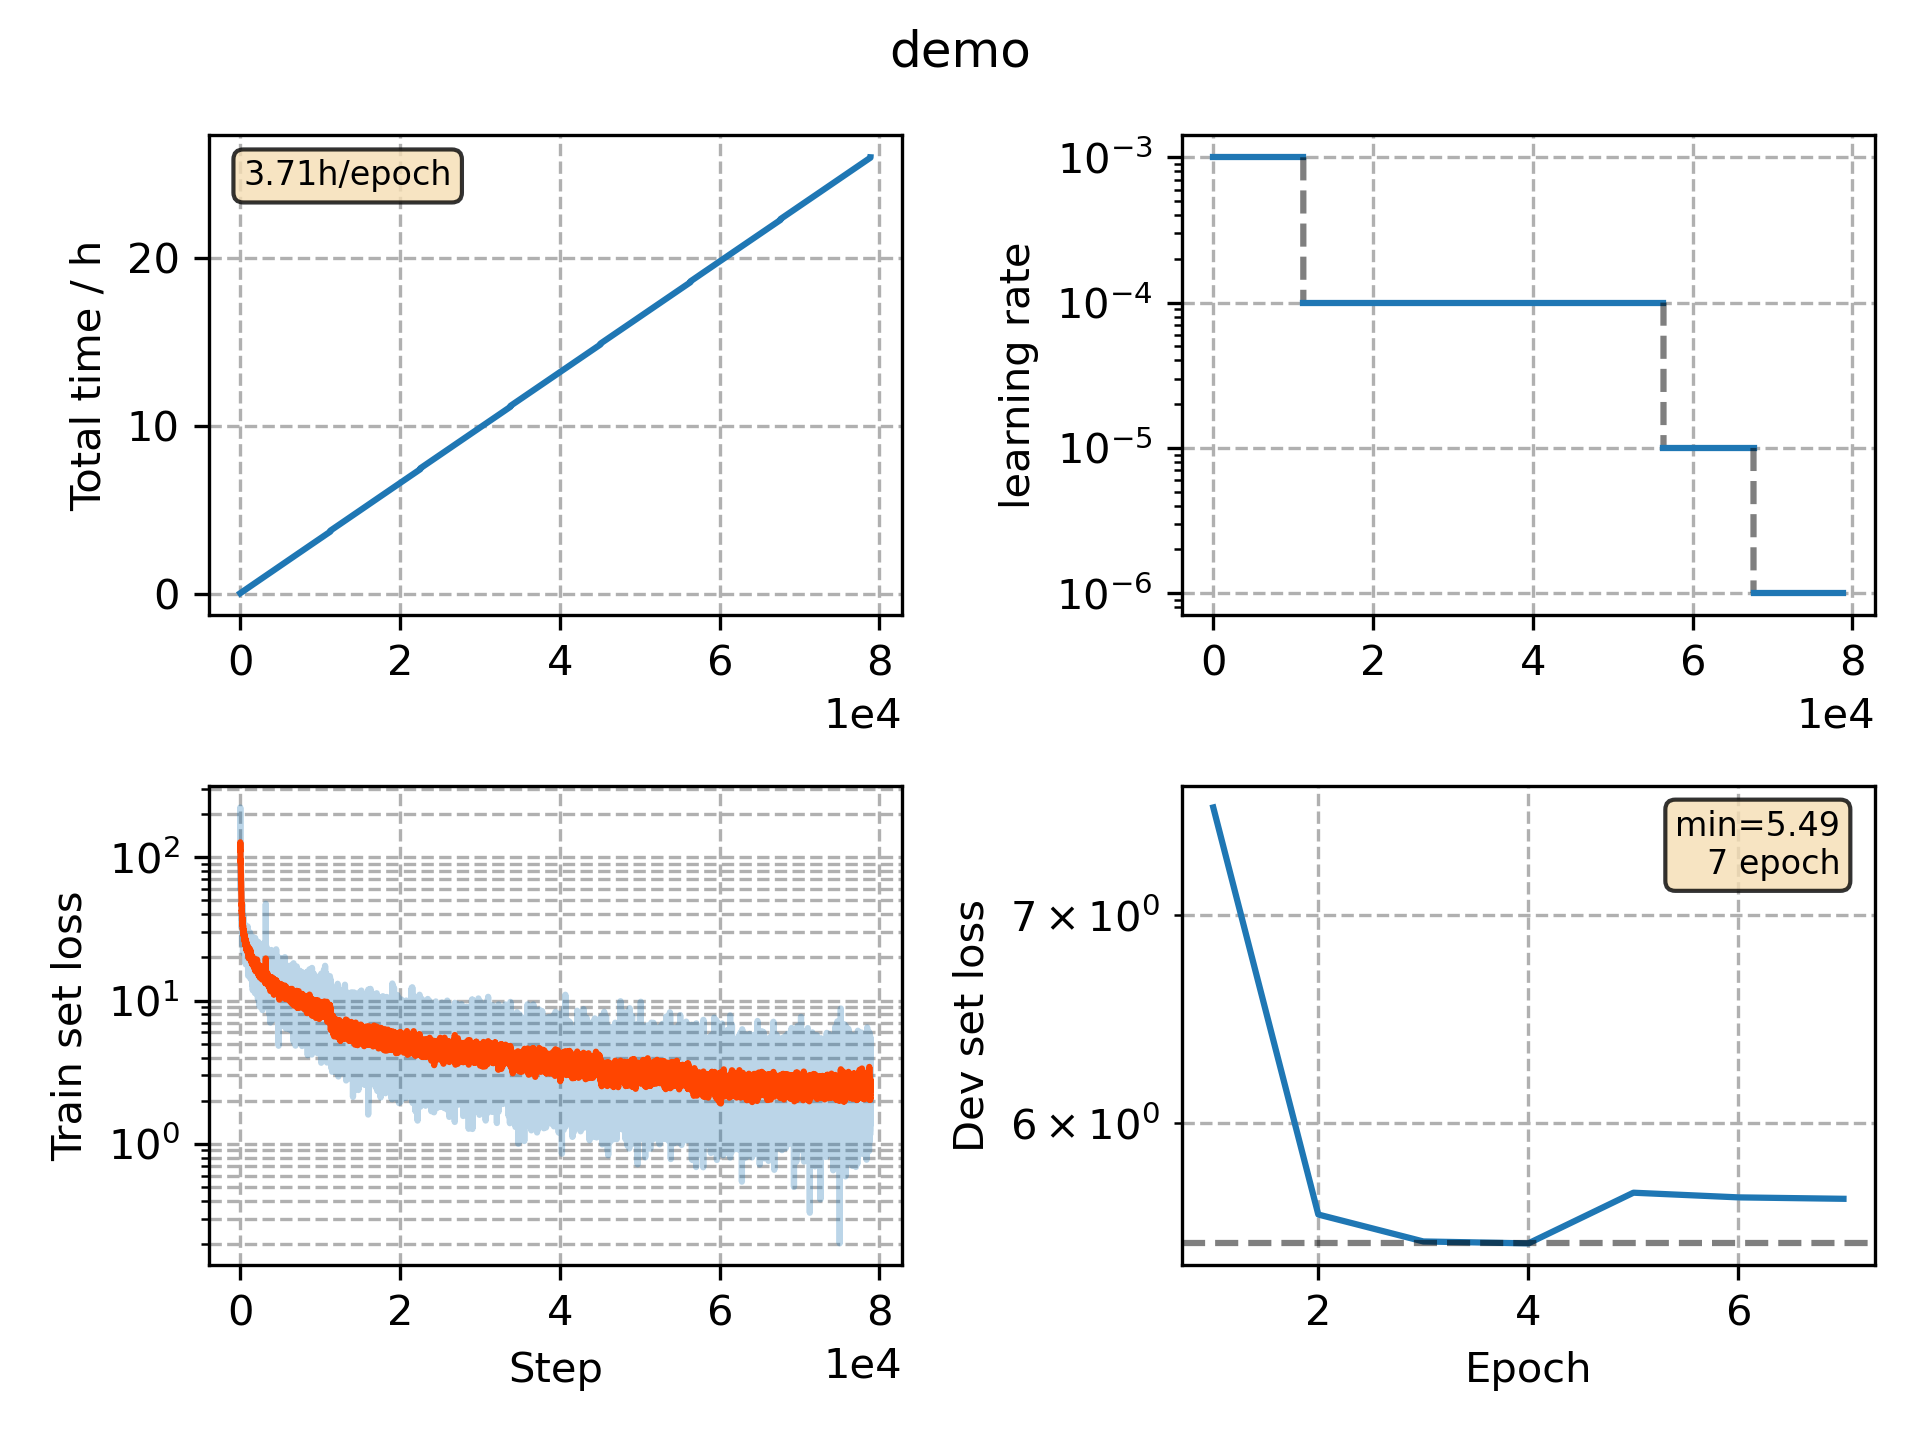 demo
3.71h/epoch
Total time / h
20
10
0
0 2 4 6 8
1e4
learning rate
10⁻³
10⁻⁴
10⁻⁵
10⁻⁶
0 2 4 6 8
1e4
Train set loss
10²
10¹
10⁰
0 2 4 6 8
1e4
Step
min=5.49
7 epoch
Dev set loss
7 × 10⁰
6 × 10⁰
2 4 6
Epoch